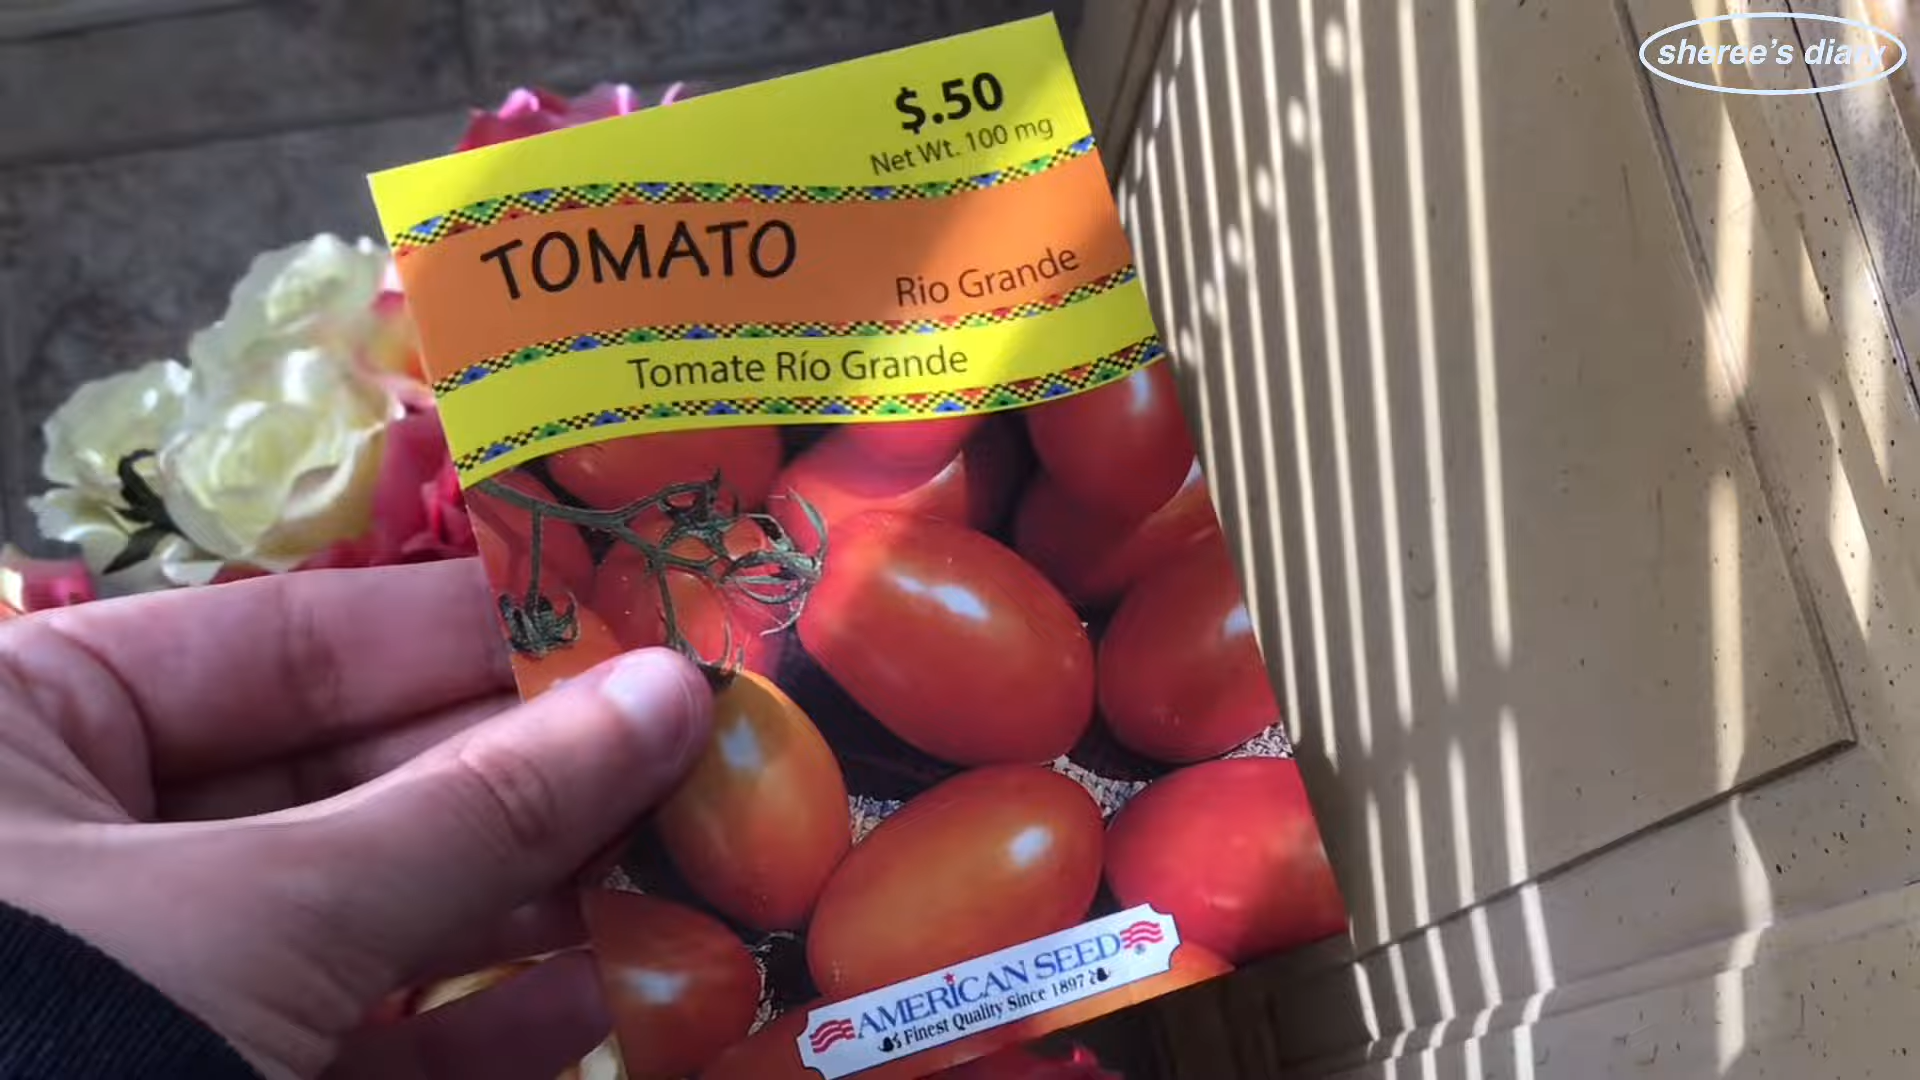 sheree's diary
$.50
Net Wt. 100 mg
TOMATO
Rio Grande
Tomate Río Grande
AMERICAN SEED®
Finest Quality Since 1897